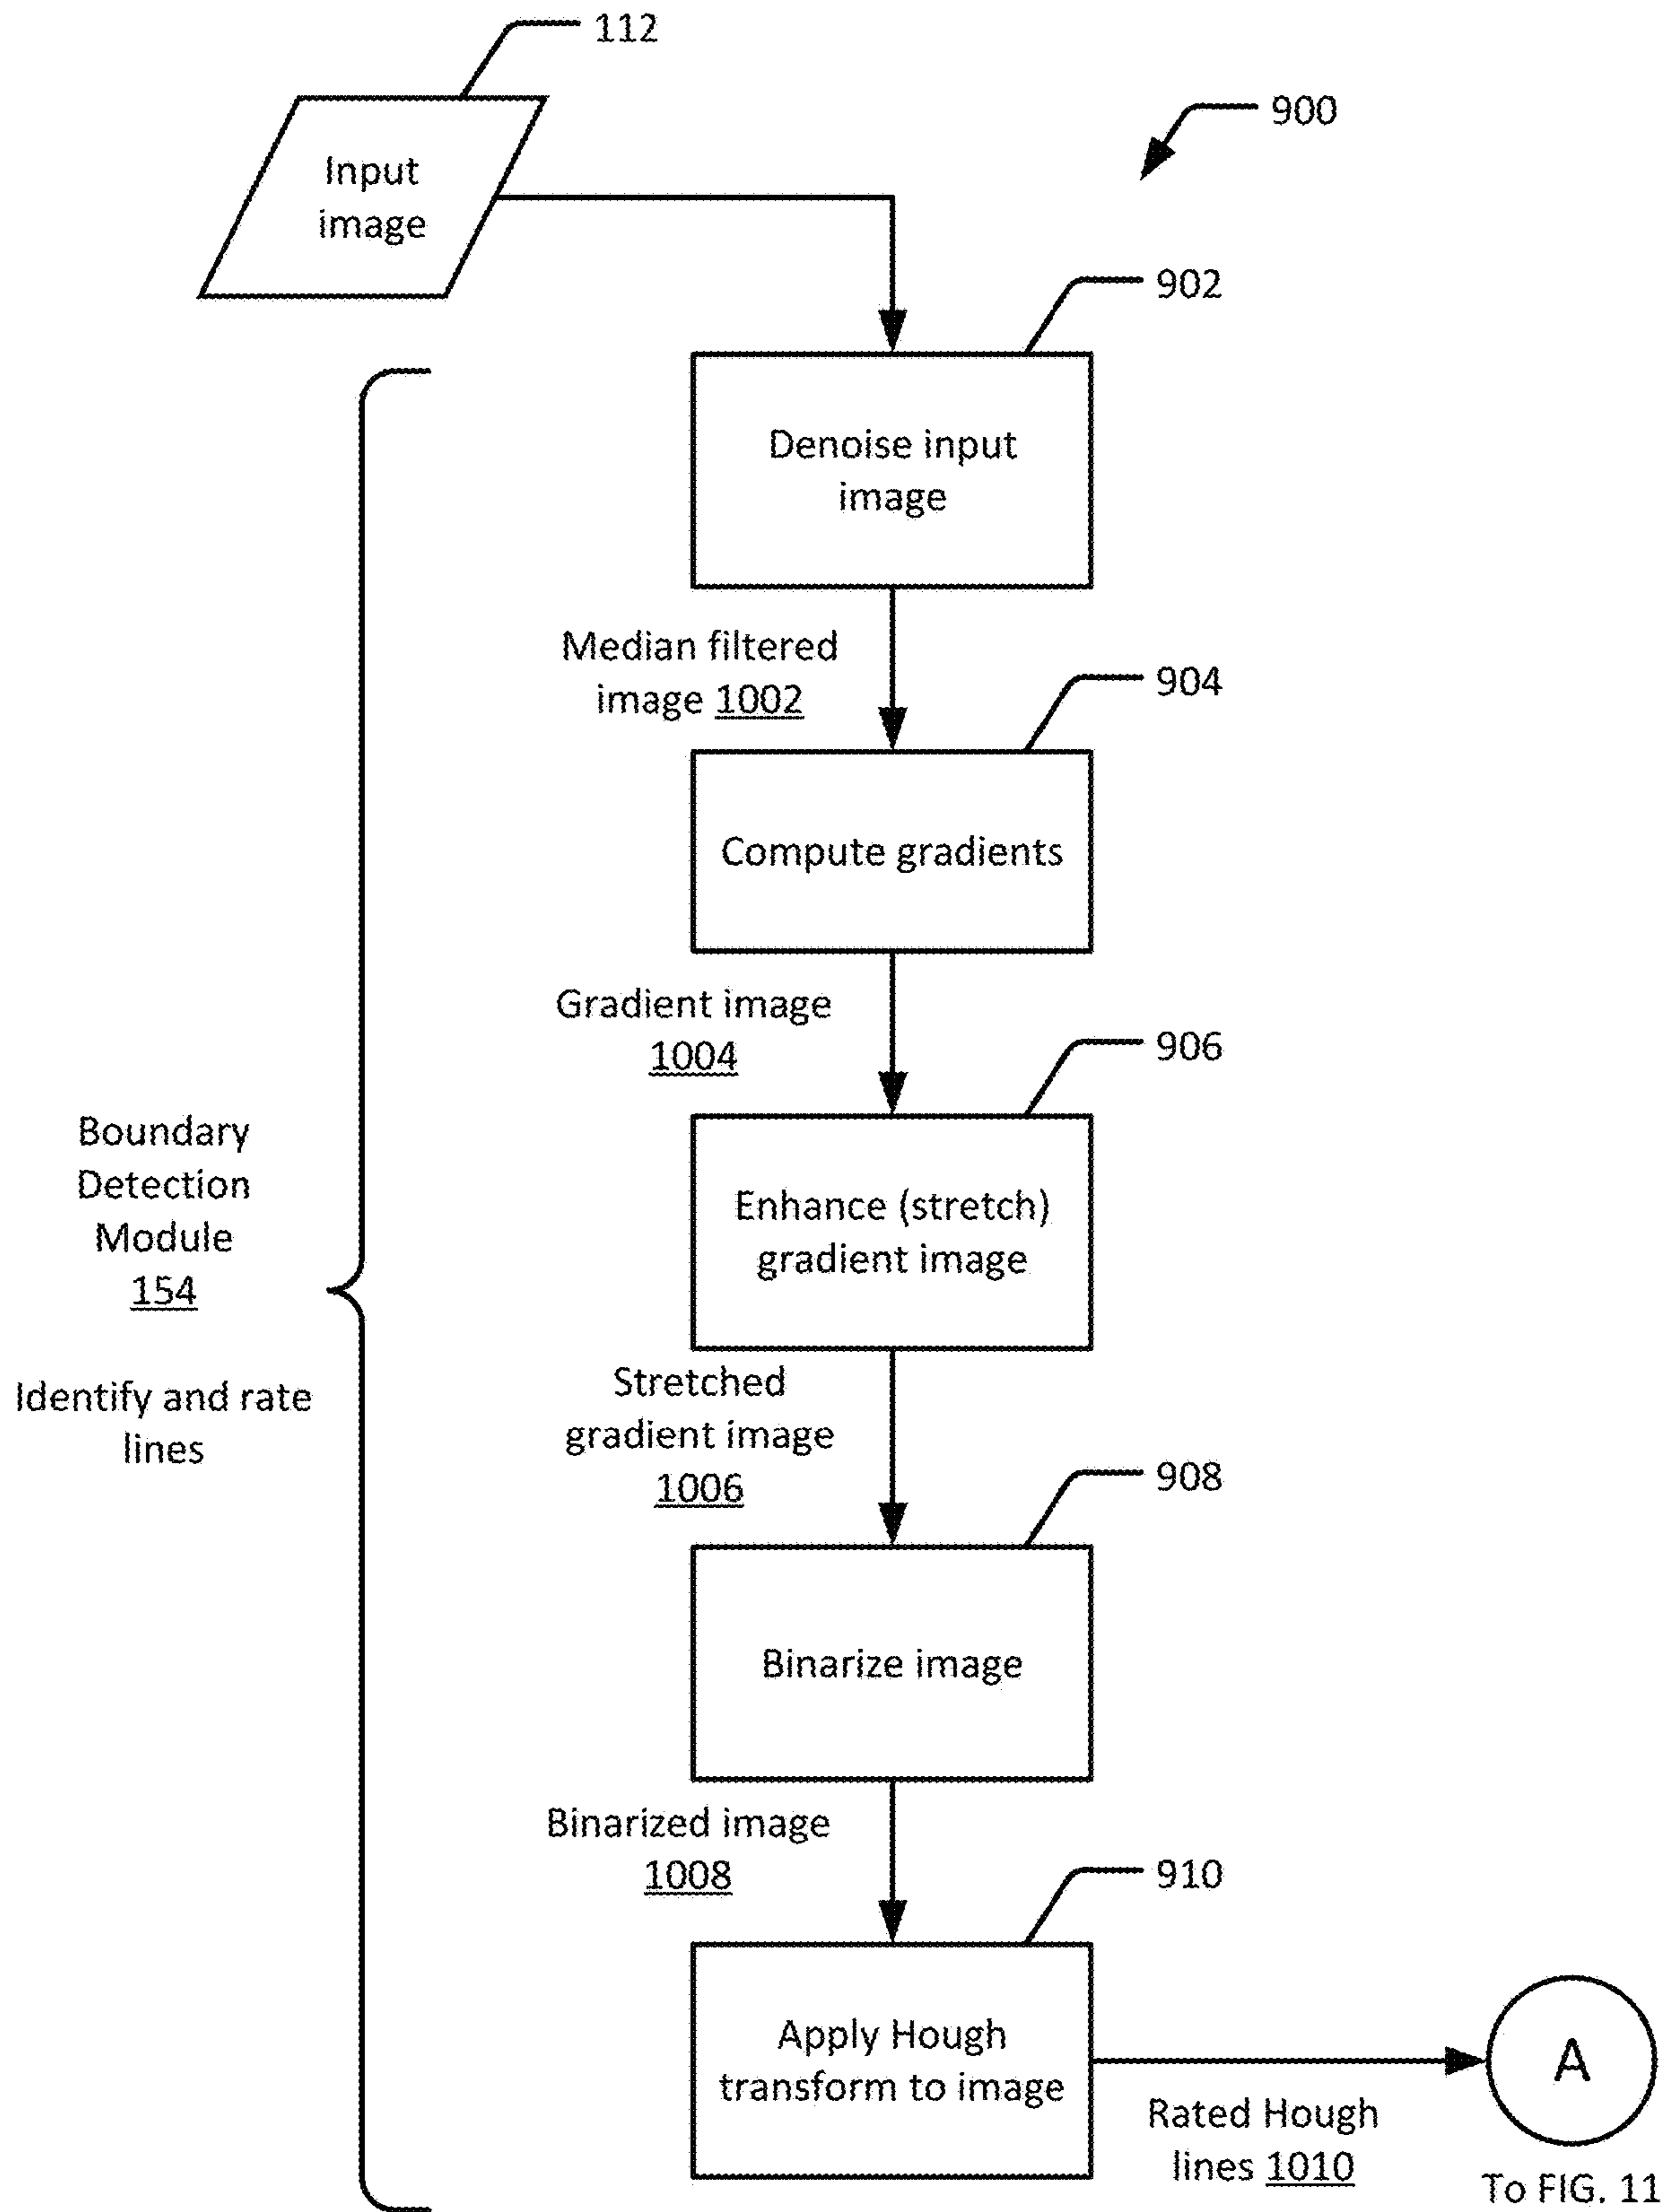 112
900
Input
image
902
Denoise input
image
Median filtered
image 1002
904
Compute gradients
Gradient image
1004
906
Boundary
Detection
Module
154
Identify and rate
lines
Enhance (stretch)
gradient image
Stretched
gradient image
1006
908
Binarize image
Binarized image
1008
910
Apply Hough
transform to image
Rated Hough
lines 1010
A
To FIG. 11